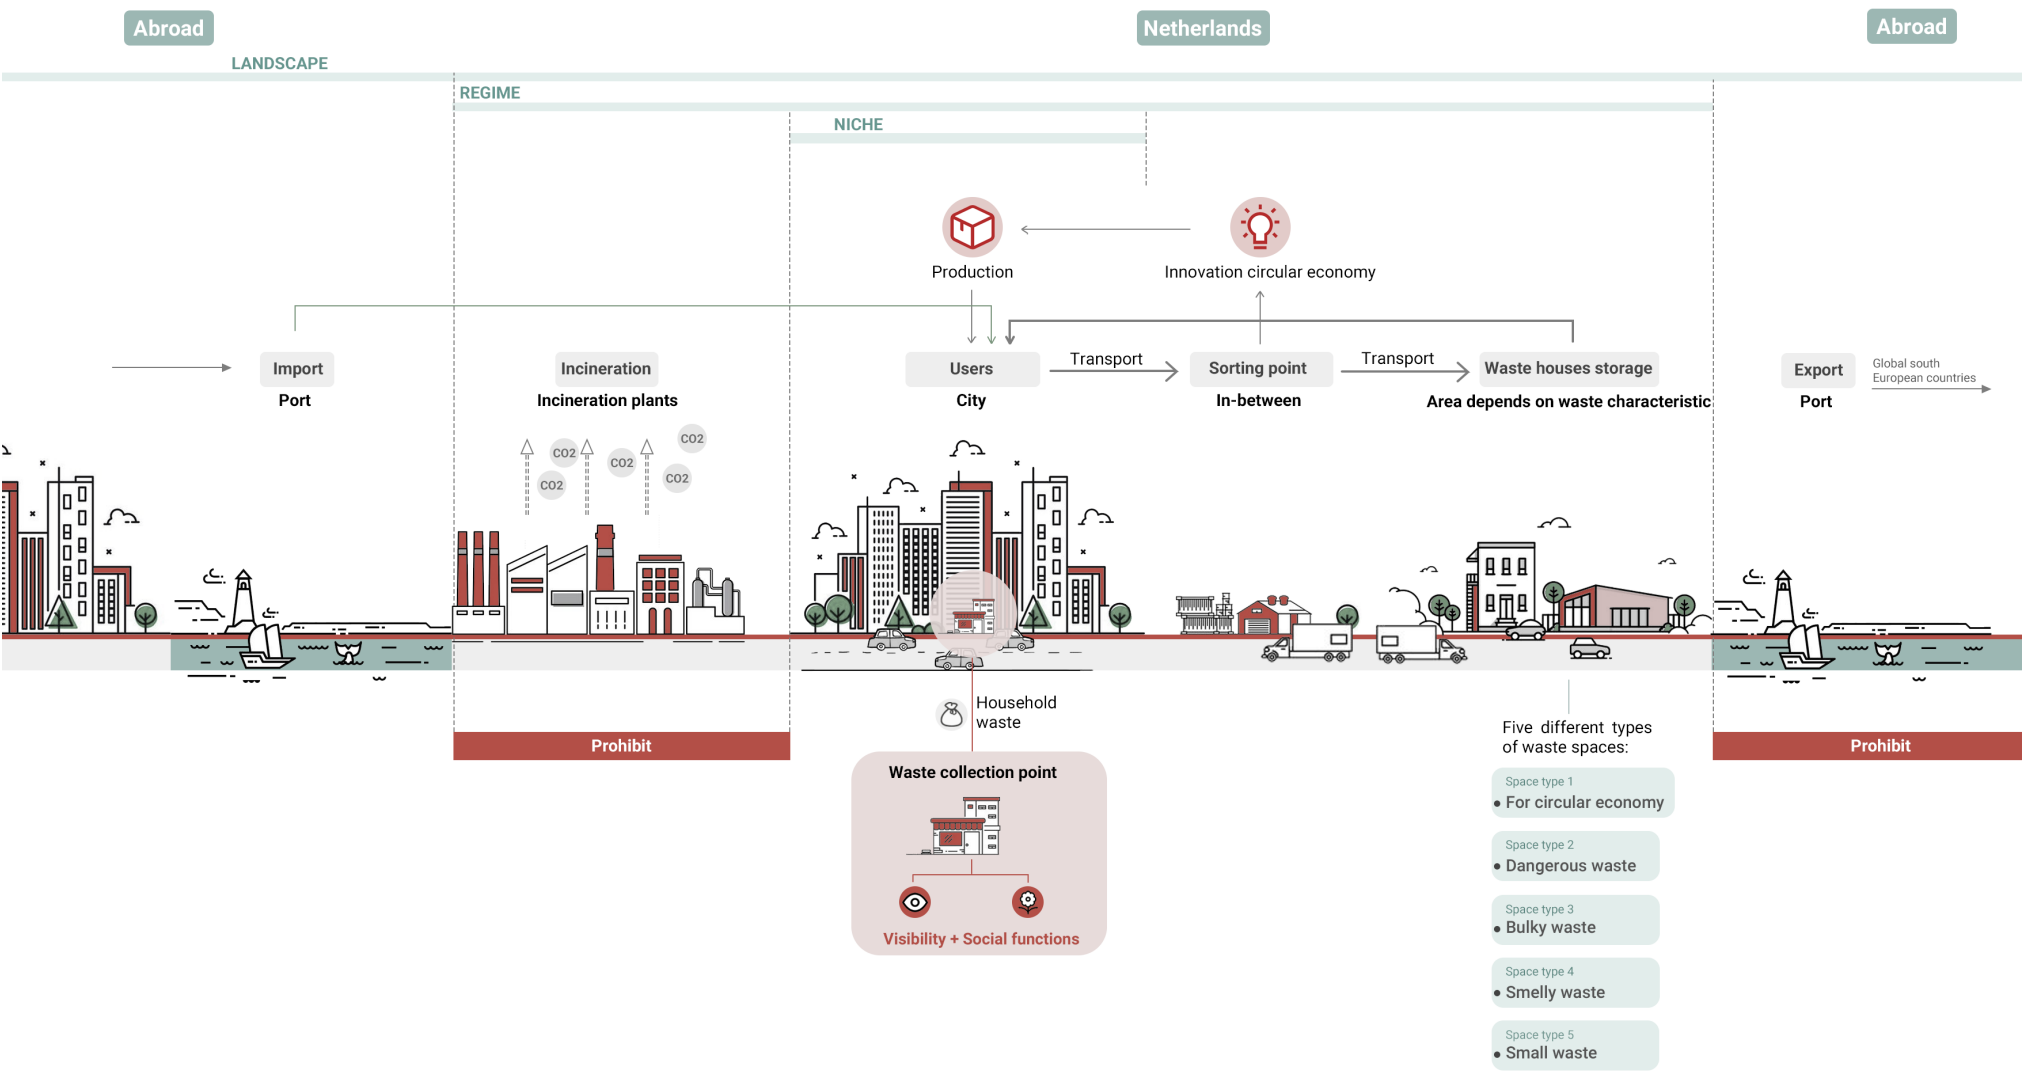 Abroad
Netherlands
Abroad
LANDSCAPE
REGIME
NICHE
Production
Innovation circular economy
Import
Port
Incineration
Incineration plants
Users
City
Transport
Sorting point
In-between
Transport
Waste houses storage
Area depends on waste characteristic
Export
Port
Global south
European countries
CO2
CO2
CO2
CO2
CO2
Household
waste
Prohibit
Prohibit
Waste collection point
Visibility + Social functions
Five different types
of waste spaces:
Space type 1
• For circular economy
Space type 2
• Dangerous waste
Space type 3
• Bulky waste
Space type 4
• Smelly waste
Space type 5
• Small waste